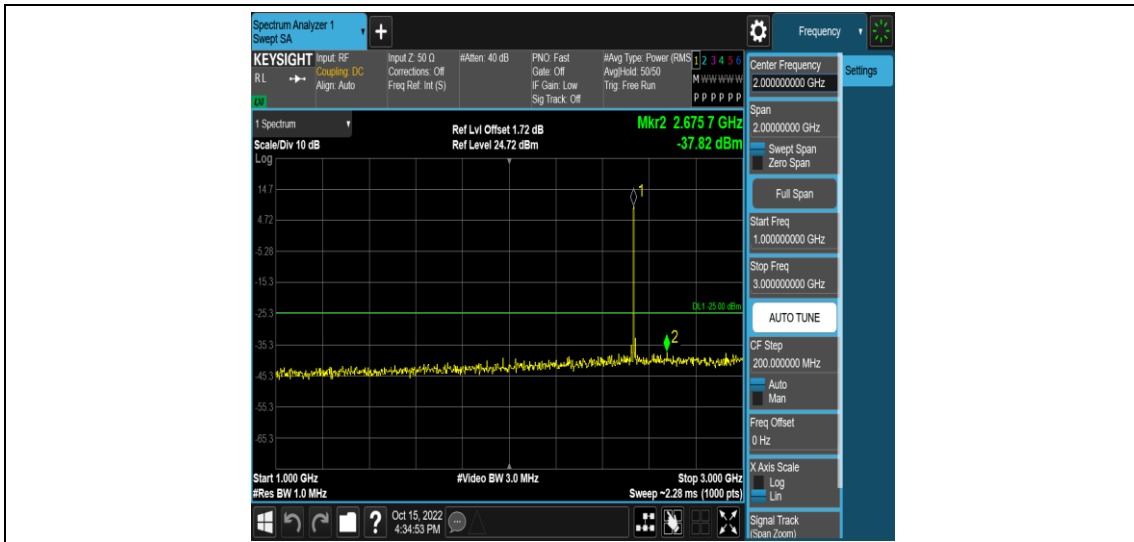 Spectrum Analyzer 1
Swept SA
+
Frequency
KEYSIGHT
RL
LXI
Input: RF
Coupling: DC
Align: Auto
Input Z: 50 Ω
Corrections: Off
Freq Ref: Int (S)
#Atten: 40 dB
PNO: Fast
Gate: Off
IF Gain: Low
Sig Track: Off
#Avg Type: Power (RMS
Avg|Hold: 50/50
Trig: Free Run
1 2 3 4 5 6
M W W W W W
P P P P P P
1 Spectrum
Scale/Div 10 dB
Log
Ref Lvl Offset 1.72 dB
Ref Level 24.72 dBm
Mkr2 2.675 7 GHz
-37.82 dBm
14.7
4.72
-5.28
-15.3
-25.3
-35.3
-45.3
-55.3
-65.3
1
DL1 -25.00 dBm
2
Start 1.000 GHz
#Res BW 1.0 MHz
#Video BW 3.0 MHz
Stop 3.000 GHz
Sweep ~2.28 ms (1000 pts)
?
Oct 15, 2022
4:34:53 PM
Center Frequency
2.000000000 GHz
Settings
Span
2.00000000 GHz
Swept Span
Zero Span
Full Span
Start Freq
1.000000000 GHz
Stop Freq
3.000000000 GHz
AUTO TUNE
CF Step
200.000000 MHz
Auto
Man
Freq Offset
0 Hz
X Axis Scale
Log
Lin
Signal Track
(Span Zoom)